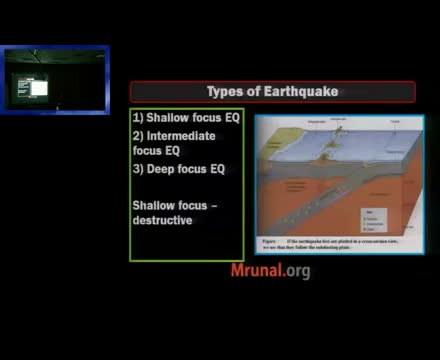 Types of Earthquake
1) Shallow focus EQ
2) Intermediate
focus EQ
3) Deep focus EQ
Shallow focus –
destructive
Figure If the earthquake foci are plotted in a cross-section view,
we see that they follow the subducting plate.
Mrunal.org